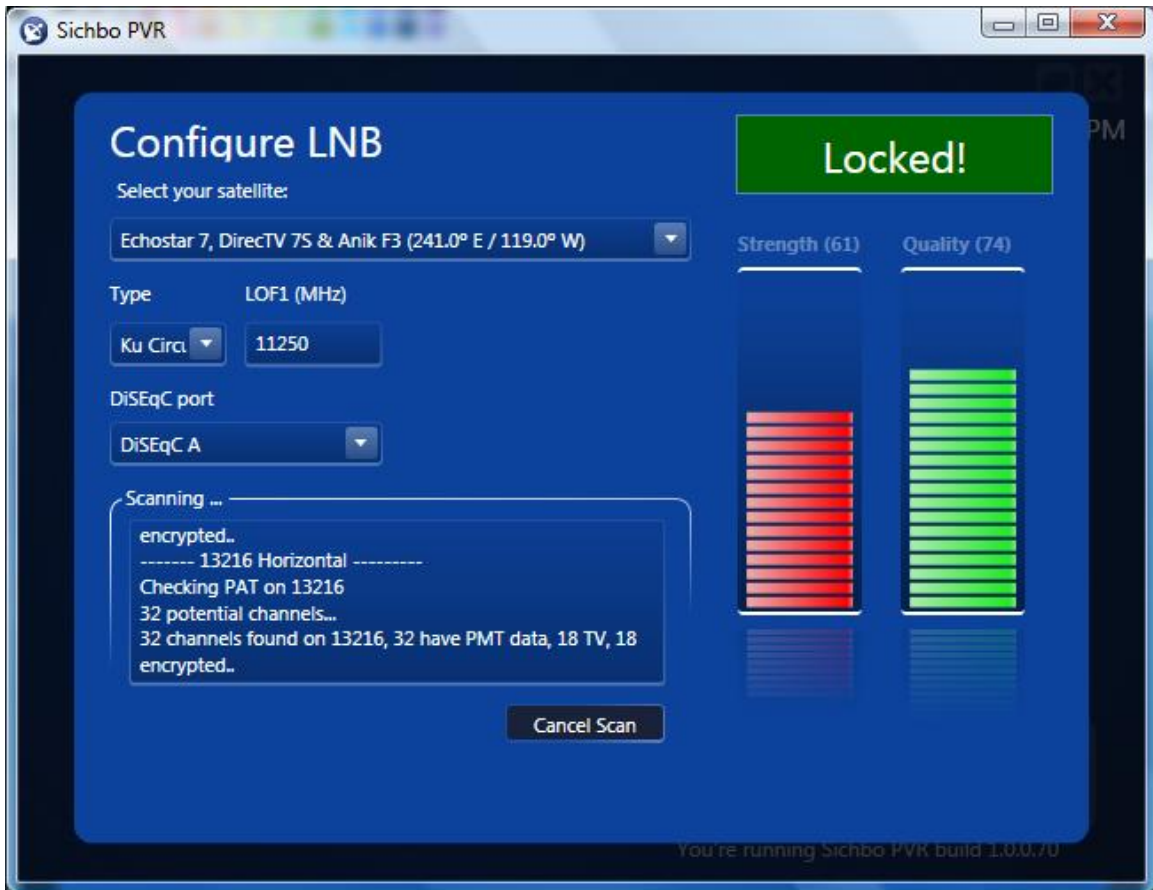 Sichbo PVR
PM
Configure LNB
Locked!
Select your satellite:
Echostar 7, DirecTV 7S & Anik F3 (241.0º E / 119.0º W)
Strength (61)
Quality (74)
Type
LOF1 (MHz)
Ku Circu
11250
DiSEqC port
DiSEqC A
Scanning ...
encrypted..
------- 13216 Horizontal ---------
Checking PAT on 13216
32 potential channels...
32 channels found on 13216, 32 have PMT data, 18 TV, 18
encrypted..
Cancel Scan
You're running Sichbo PVR build 1.0.0.70